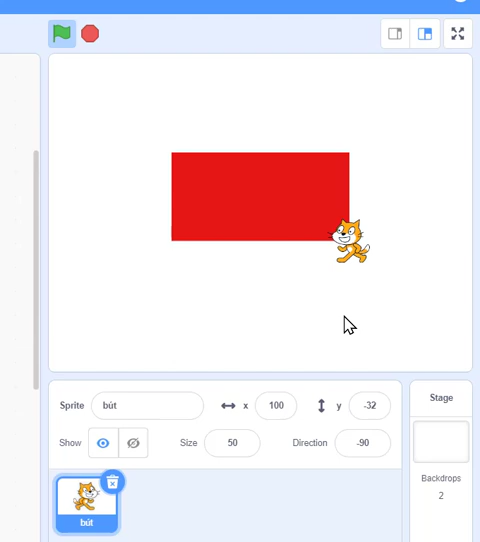 Sprite bút x 100 y -32
Show Size 50 Direction -90
bút
Stage
Backdrops
2